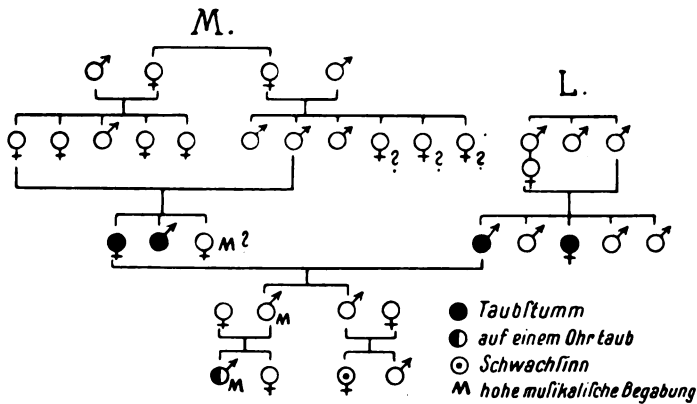 M.
L.
? ? ?
M?
M
M
Taubſtumm
auf einem Ohr taub
Schwachſinn
M hohe muſikaliſche Begabung